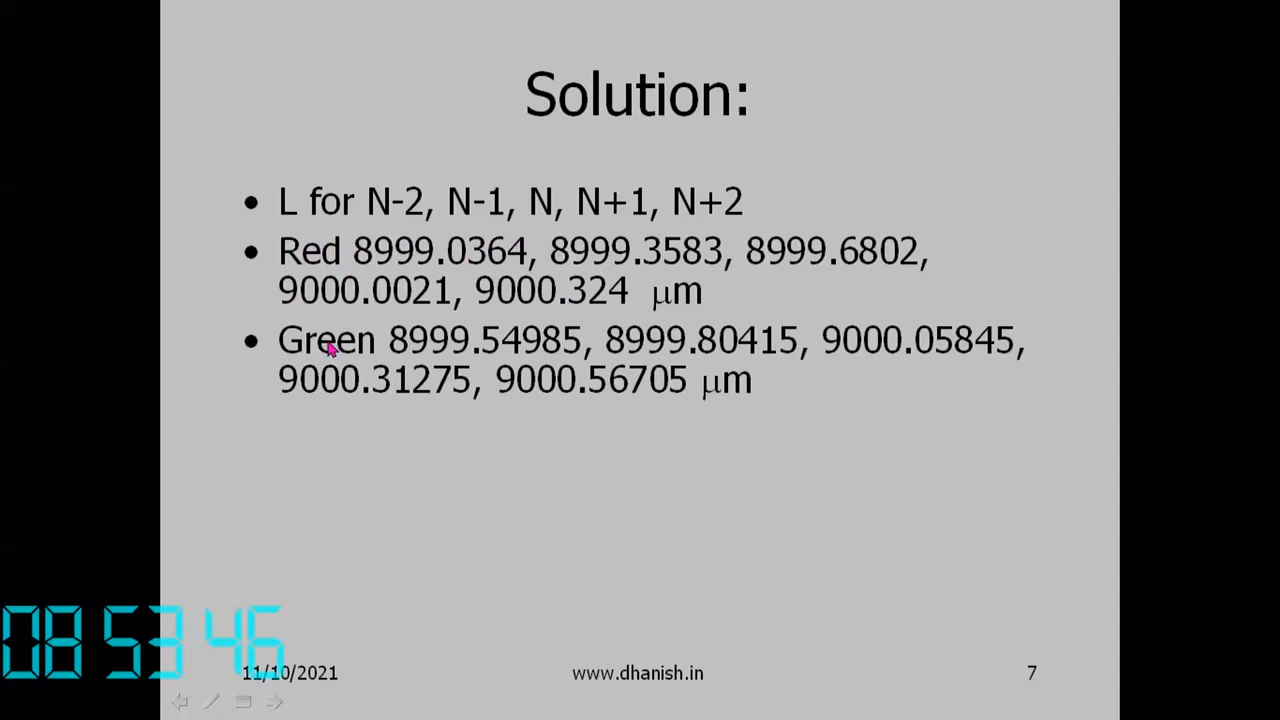 Solution:
• L for N-2, N-1, N, N+1, N+2
• Red 8999.0364, 8999.3583, 8999.6802,
9000.0021, 9000.324 μm
• Green 8999.54985, 8999.80415, 9000.05845,
9000.31275, 9000.56705 μm
08 53 46
11/10/2021 www.dhanish.in 7